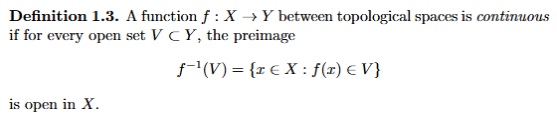 Definition 1.3. A function f : X → Y between topological spaces is continuous
if for every open set V ⊂ Y, the preimage
f⁻¹(V) = {x ∈ X : f(x) ∈ V}
is open in X.